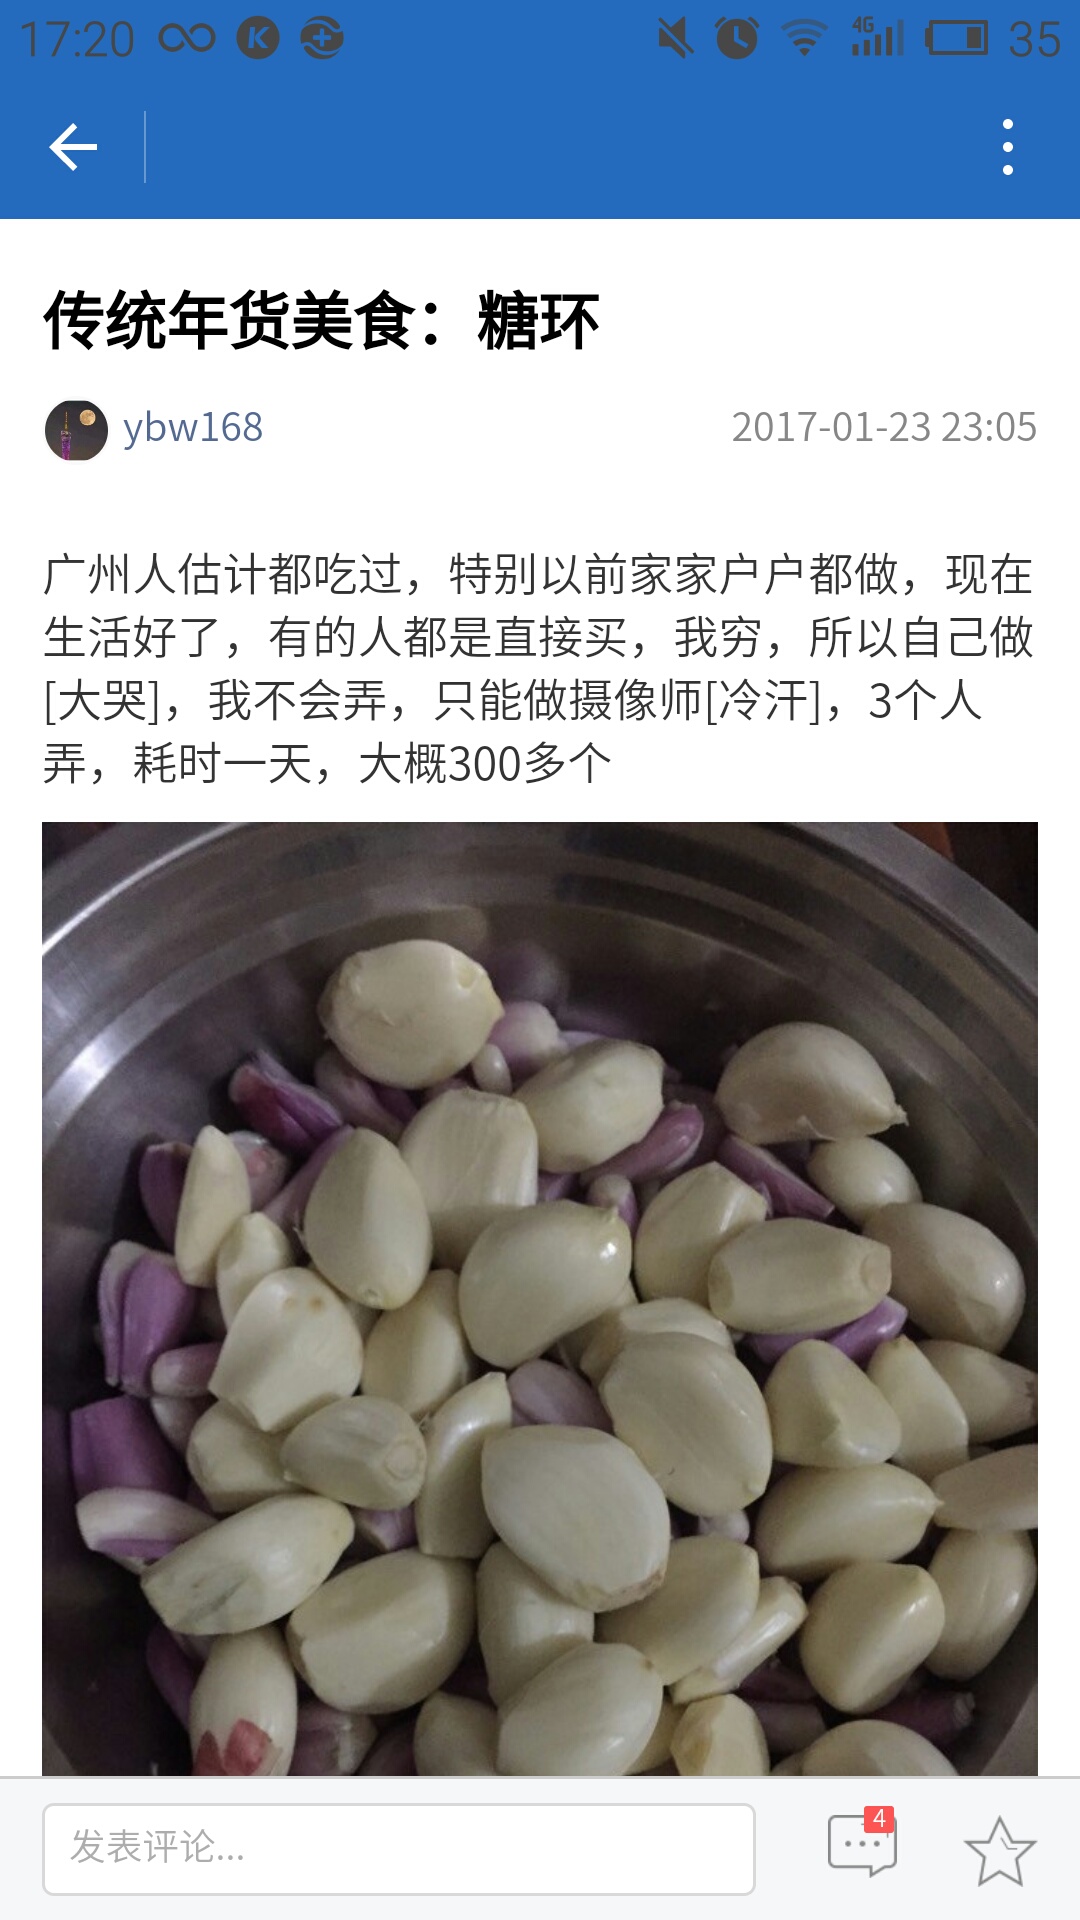 17:20
4G
35
传统年货美食：糖环
ybw168
2017-01-23 23:05
广州人估计都吃过，特别以前家家户户都做，现在
生活好了，有的人都是直接买，我穷，所以自己做
[大哭]，我不会弄，只能做摄像师[冷汗]，3个人
弄，耗时一天，大概300多个
发表评论...
4